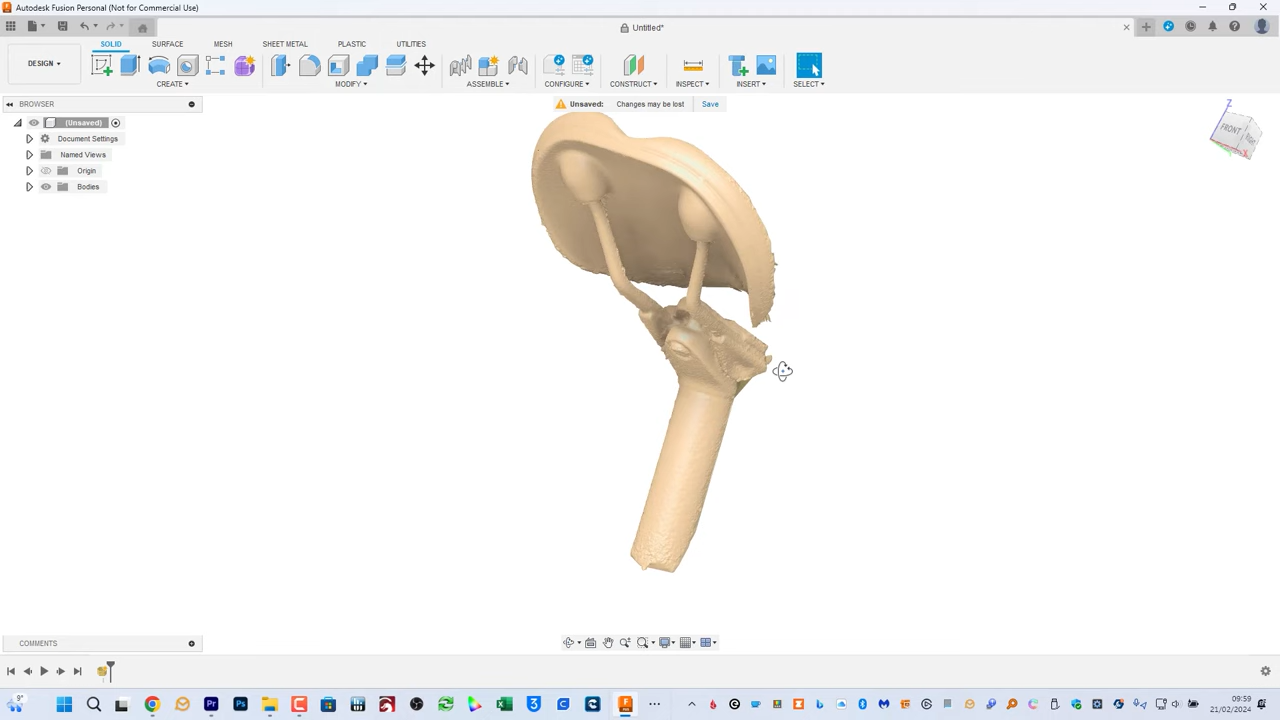 Autodesk Fusion Personal (Not for Commercial Use)
Untitled*
SOLID SURFACE MESH SHEET METAL PLASTIC UTILITIES
DESIGN
CREATE MODIFY ASSEMBLE CONFIGURE CONSTRUCT INSPECT INSERT SELECT
BROWSER
Unsaved: Changes may be lost Save
(Unsaved)
Document Settings
Named Views
Origin
Bodies
Z
FRONT
COMMENTS
9°
09:59
21/02/2024